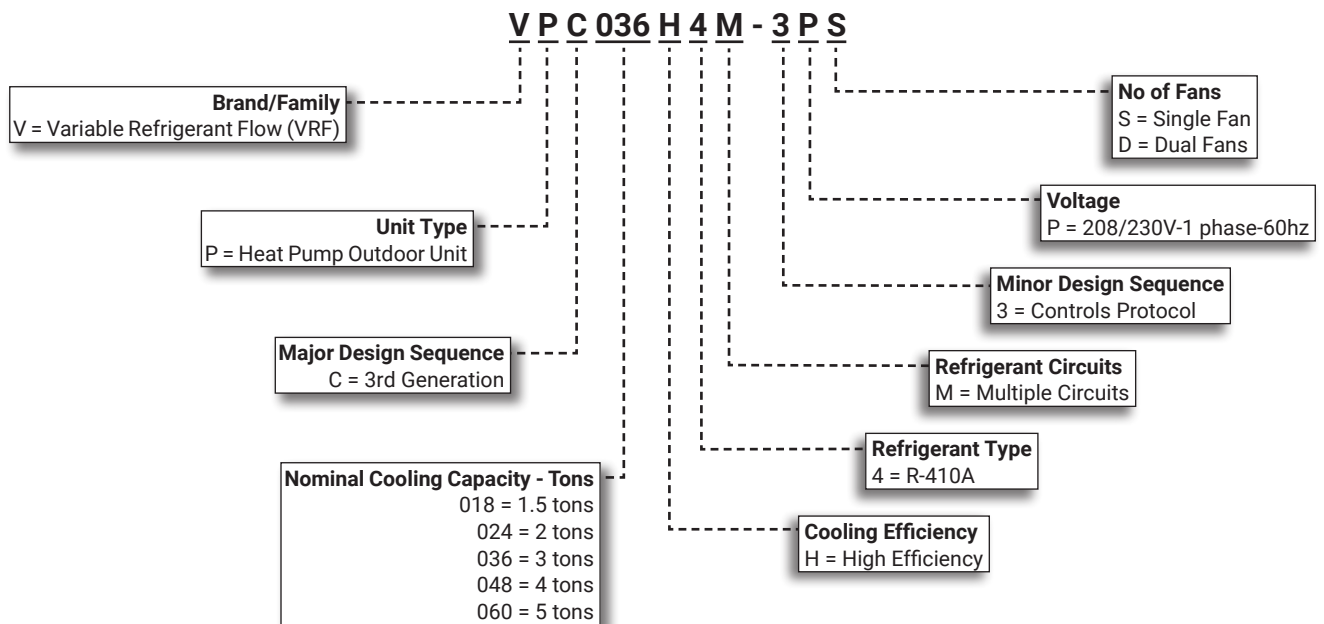 V P C 036 H 4 M - 3 P S
Brand/Family
V = Variable Refrigerant Flow (VRF)
Unit Type
P = Heat Pump Outdoor Unit
Major Design Sequence
C = 3rd Generation
Nominal Cooling Capacity - Tons
018 = 1.5 tons
024 = 2 tons
036 = 3 tons
048 = 4 tons
060 = 5 tons
No of Fans
S = Single Fan
D = Dual Fans
Voltage
P = 208/230V-1 phase-60hz
Minor Design Sequence
3 = Controls Protocol
Refrigerant Circuits
M = Multiple Circuits
Refrigerant Type
4 = R-410A
Cooling Efficiency
H = High Efficiency